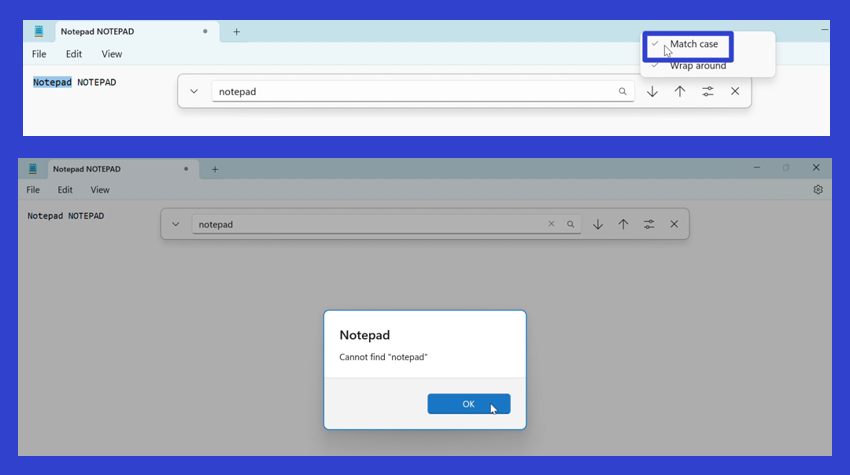 Notepad NOTEPAD
File Edit View
Match case
Wrap around
Notepad NOTEPAD
notepad
Notepad NOTEPAD
File Edit View
Notepad NOTEPAD
notepad
Notepad
Cannot find "notepad"
OK